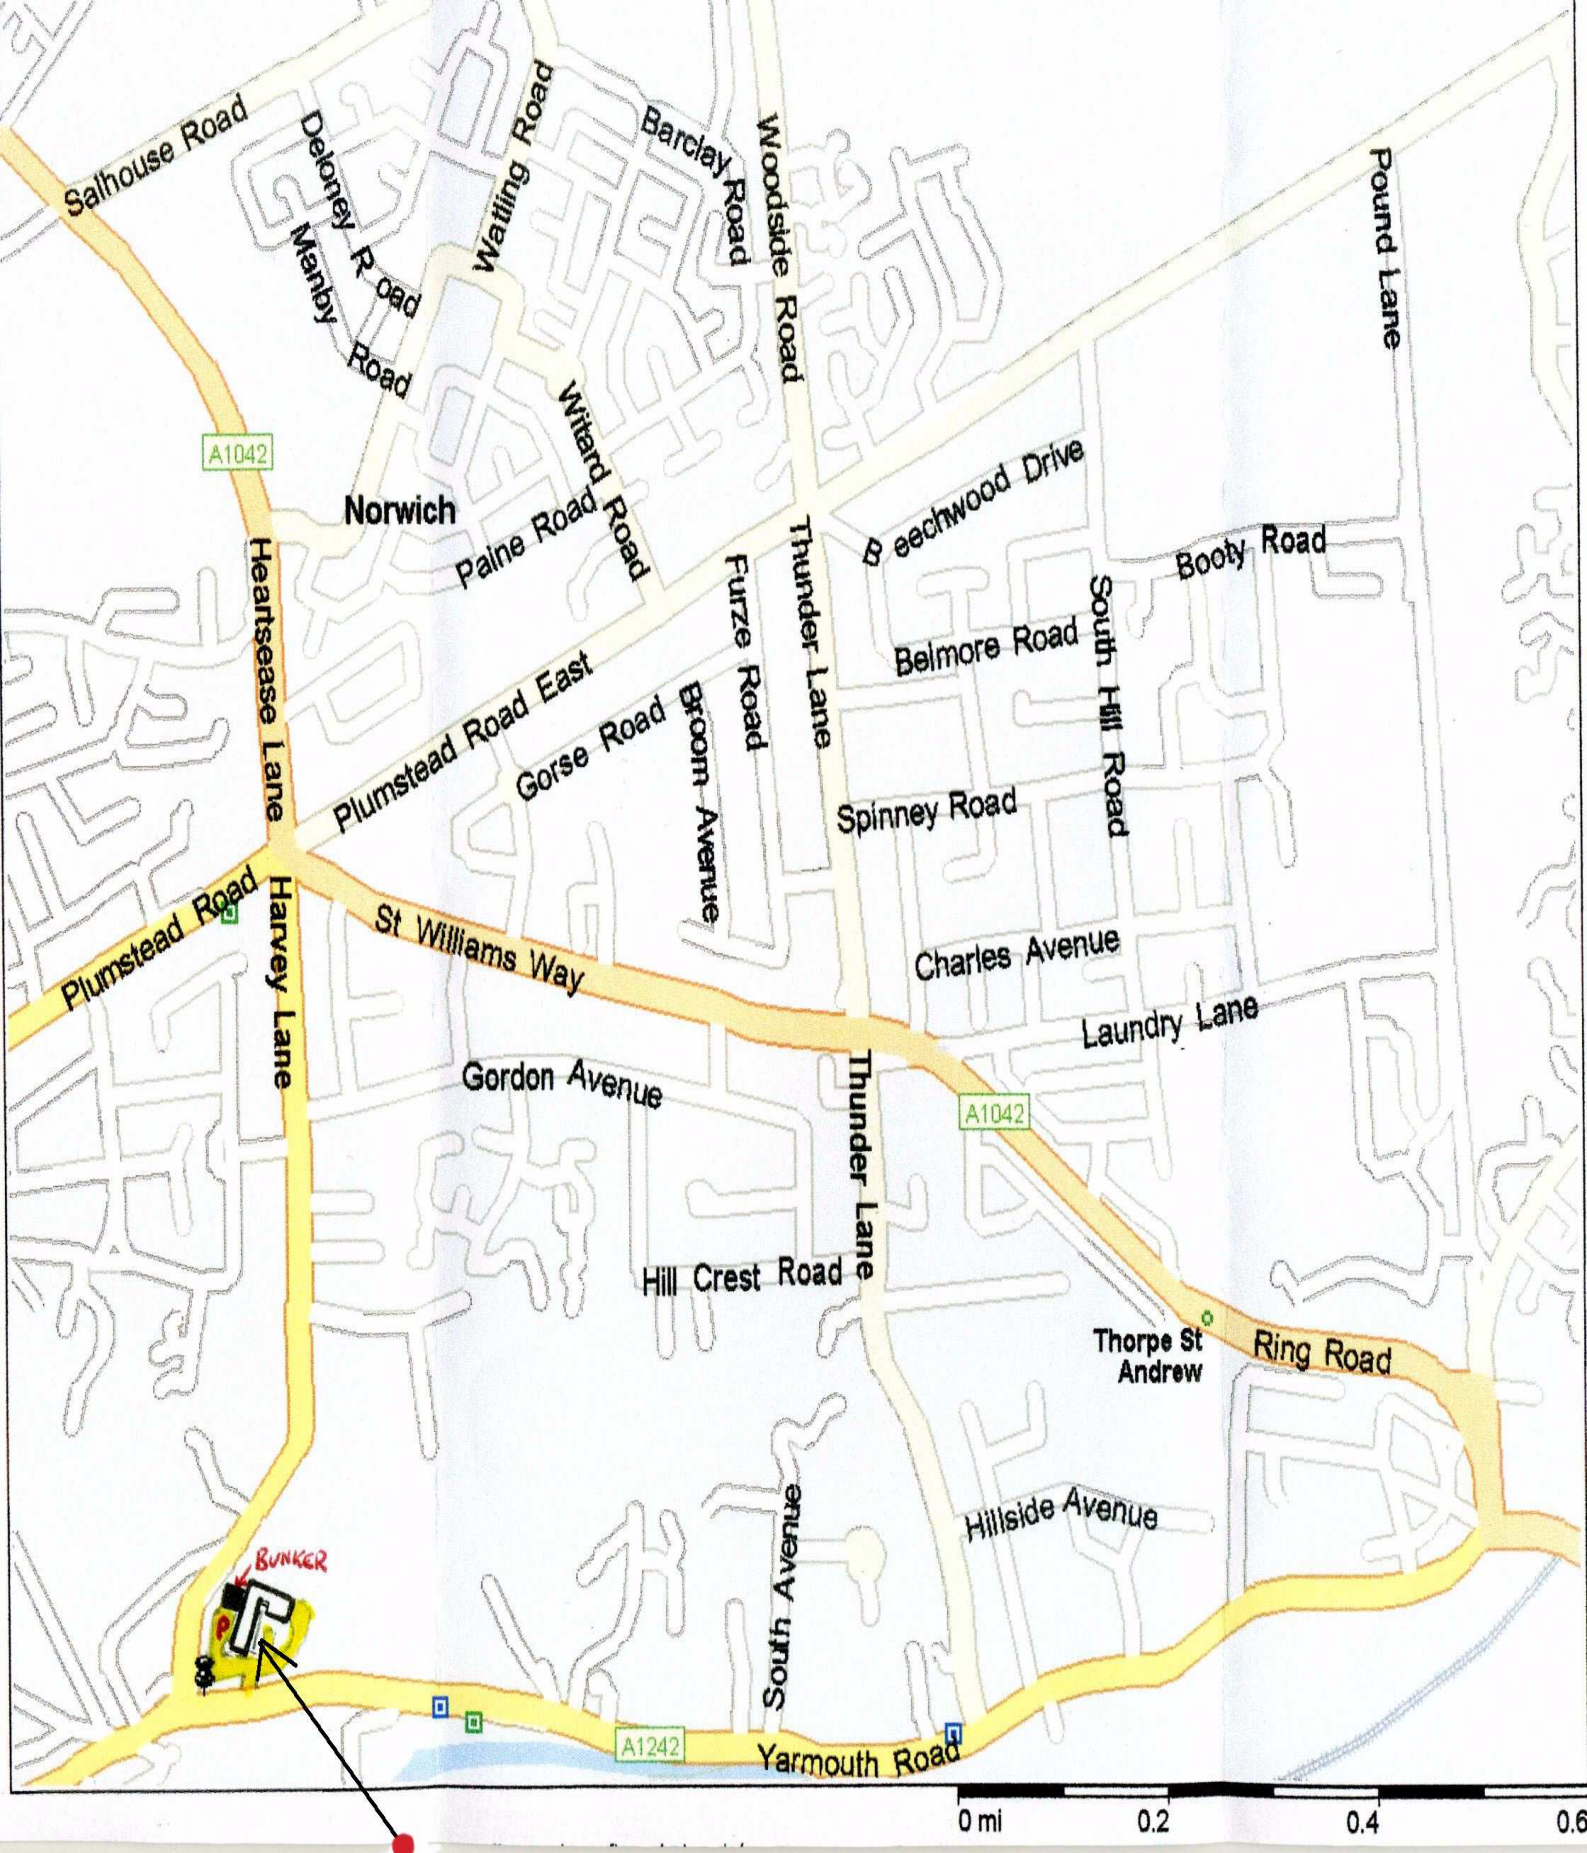 Salhouse Road
Deloney Road
Manby Road
Watling Road
Barclay Road
Woodside Road
Pound Lane
A1042
Norwich
Witard Road
Paine Road
Beechwood Drive
Booty Road
Heartsease Lane
Furze Road
Thunder Lane
Belmore Road
South Hill Road
Plumstead Road East
Gorse Road
Broom Avenue
Spinney Road
Plumstead Road
Harvey Lane
St Williams Way
Charles Avenue
Laundry Lane
Gordon Avenue
Thunder Lane
A1042
Hill Crest Road
Thorpe St
Andrew
Ring Road
Hillside Avenue
South Avenue
BUNKER
P
A1242
Yarmouth Road
0 mi 0.2 0.4 0.6